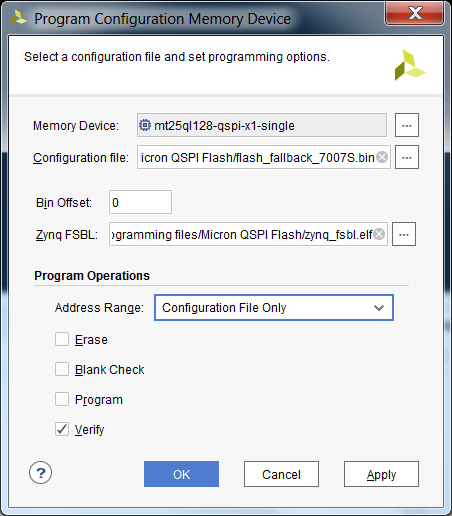 Program Configuration Memory Device
Select a configuration file and set programming options.
Memory Device: mt25ql128-qspi-x1-single ...
Configuration file: icron QSPI Flash/flash_fallback_7007S.bin ...
Bin Offset: 0
Zynq FSBL: ogramming files/Micron QSPI Flash/zynq_fsbl.elf ...
Program Operations
Address Range: Configuration File Only
Erase
Blank Check
Program
Verify
? OK Cancel Apply